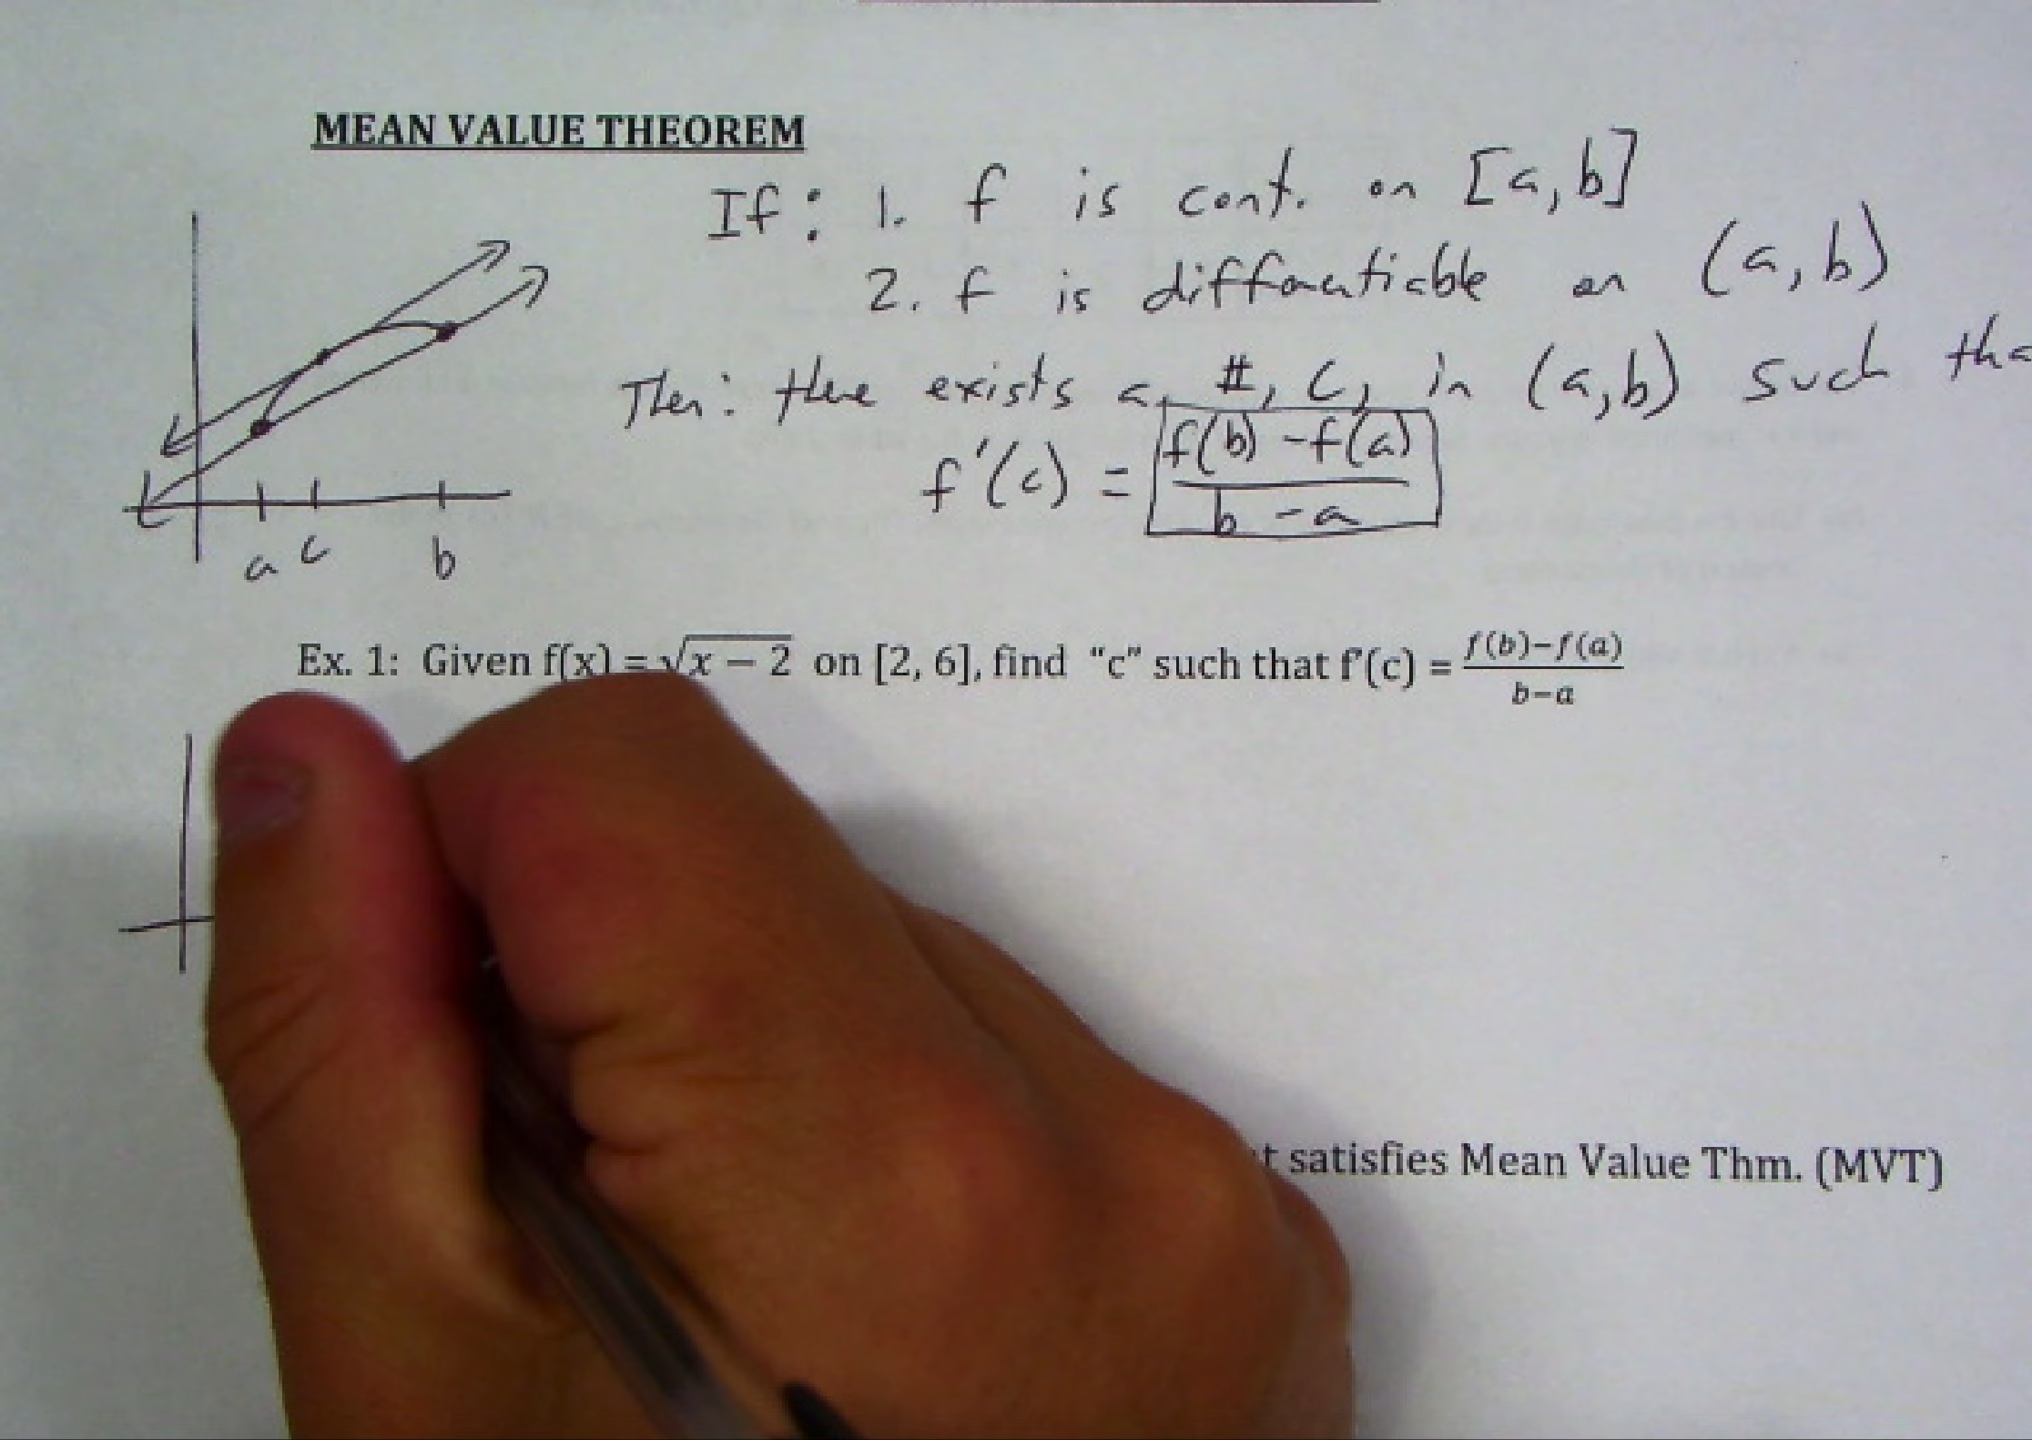 MEAN VALUE THEOREM
If: 1. f is cont. on [a, b]
2. f is differentiable on (a, b)
Then: there exists a #, c, in (a,b) such tha
f'(c) = f(b) - f(a) / b - a
a c b
Ex. 1: Given f(x) = √x − 2 on [2, 6], find "c" such that f'(c) = f(b)−f(a) / b−a
t satisfies Mean Value Thm. (MVT)